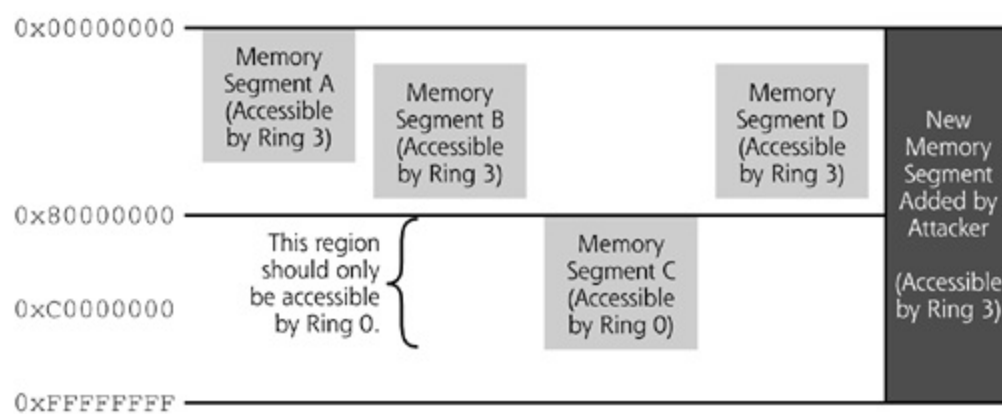 0x00000000
Memory
Segment A
(Accessible
by Ring 3)
Memory
Segment B
(Accessible
by Ring 3)
Memory
Segment D
(Accessible
by Ring 3)
New
Memory
Segment
Added by
Attacker
(Accessible
by Ring 3)
0x80000000
This region
should only
be accessible
by Ring 0.
Memory
Segment C
(Accessible
by Ring 0)
0xC0000000
0xFFFFFFFF